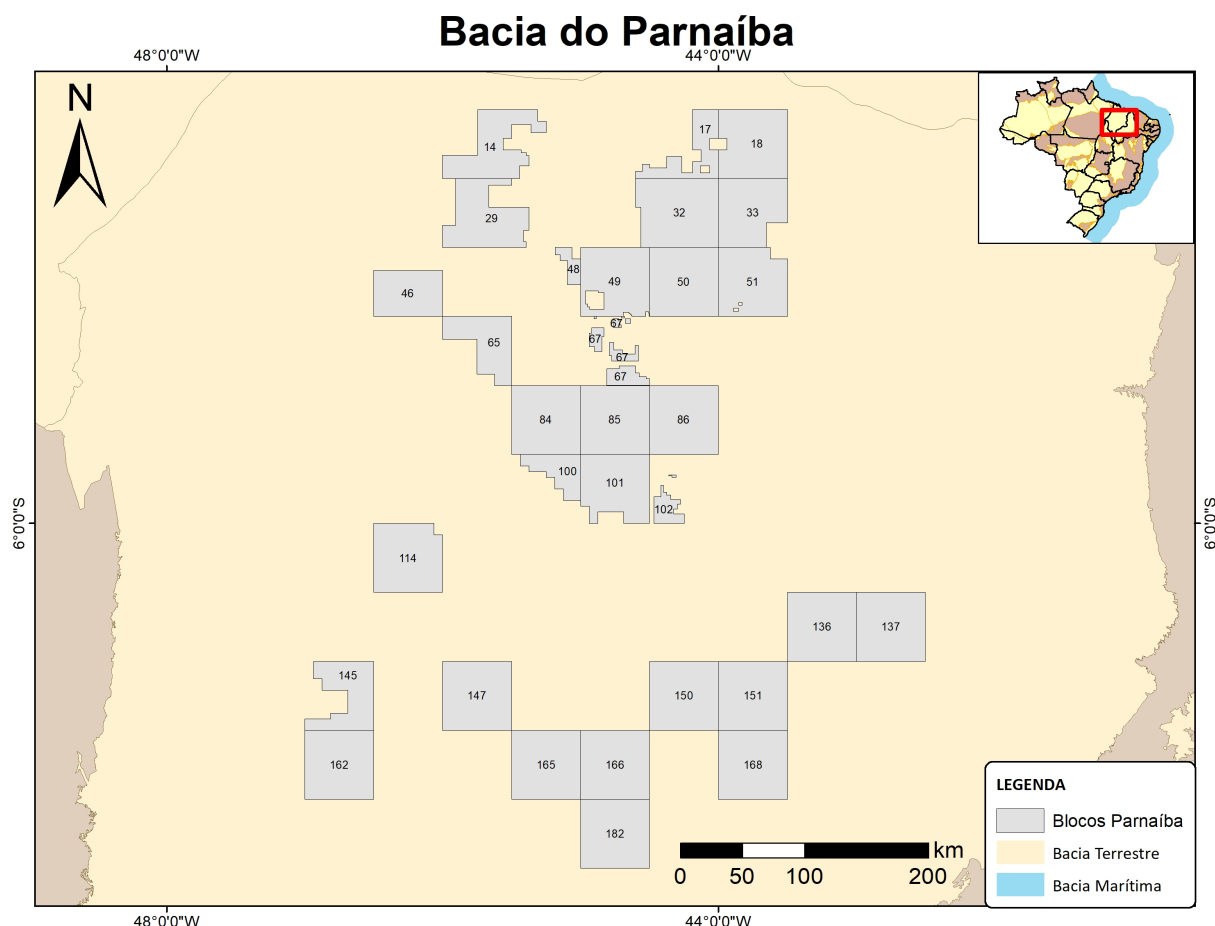 Bacia do Parnaíba
48°0'0"W
44°0'0"W
N
17
18
14
32
33
29
48
49
50
51
46
67
67
65
67
67
84
85
86
100
101
102
6°0'0"S
6°0'0"S
114
136
137
145
147
150
151
162
165
166
168
182
LEGENDA
Blocos Parnaíba
Bacia Terrestre
Bacia Marítima
km
0 50 100 200
48°0'0"W
44°0'0"W